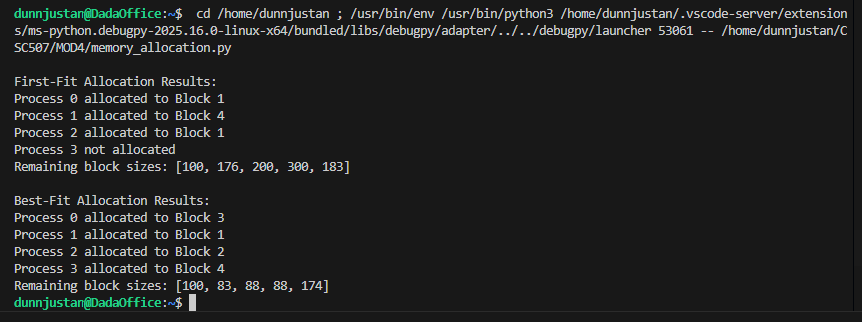 dunnjustan@DadaOffice:~$  cd /home/dunnjustan ; /usr/bin/env /usr/bin/python3 /home/dunnjustan/.vscode-server/extension
s/ms-python.debugpy-2025.16.0-linux-x64/bundled/libs/debugpy/adapter/../../debugpy/launcher 53061 -- /home/dunnjustan/C
SC507/MOD4/memory_allocation.py
First-Fit Allocation Results:
Process 0 allocated to Block 1
Process 1 allocated to Block 4
Process 2 allocated to Block 1
Process 3 not allocated
Remaining block sizes: [100, 176, 200, 300, 183]
Best-Fit Allocation Results:
Process 0 allocated to Block 3
Process 1 allocated to Block 1
Process 2 allocated to Block 2
Process 3 allocated to Block 4
Remaining block sizes: [100, 83, 88, 88, 174]
dunnjustan@DadaOffice:~$